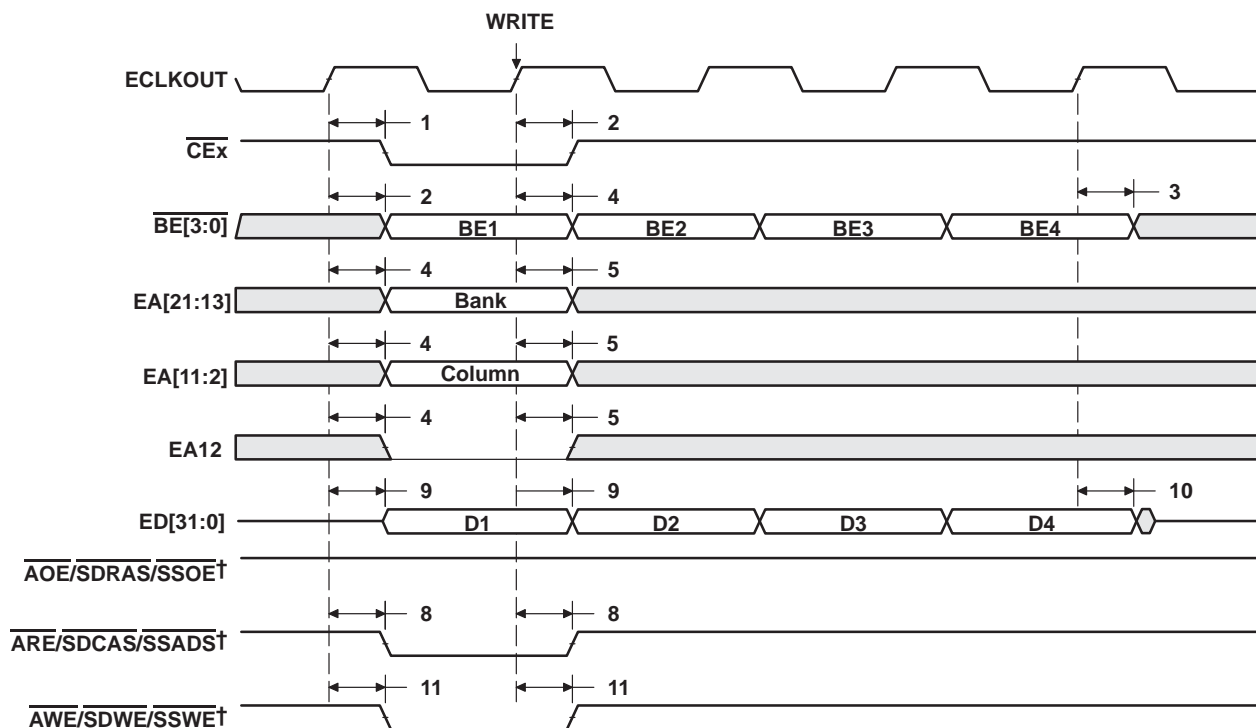 WRITE
ECLKOUT
1 2
CEx
2 4 3
BE[3:0] BE1 BE2 BE3 BE4
4 5
EA[21:13] Bank
4 5
EA[11:2] Column
4 5
EA12
9 9 10
ED[31:0] D1 D2 D3 D4
AOE/SDRAS/SSOE†
8 8
ARE/SDCAS/SSADS†
11 11
AWE/SDWE/SSWE†